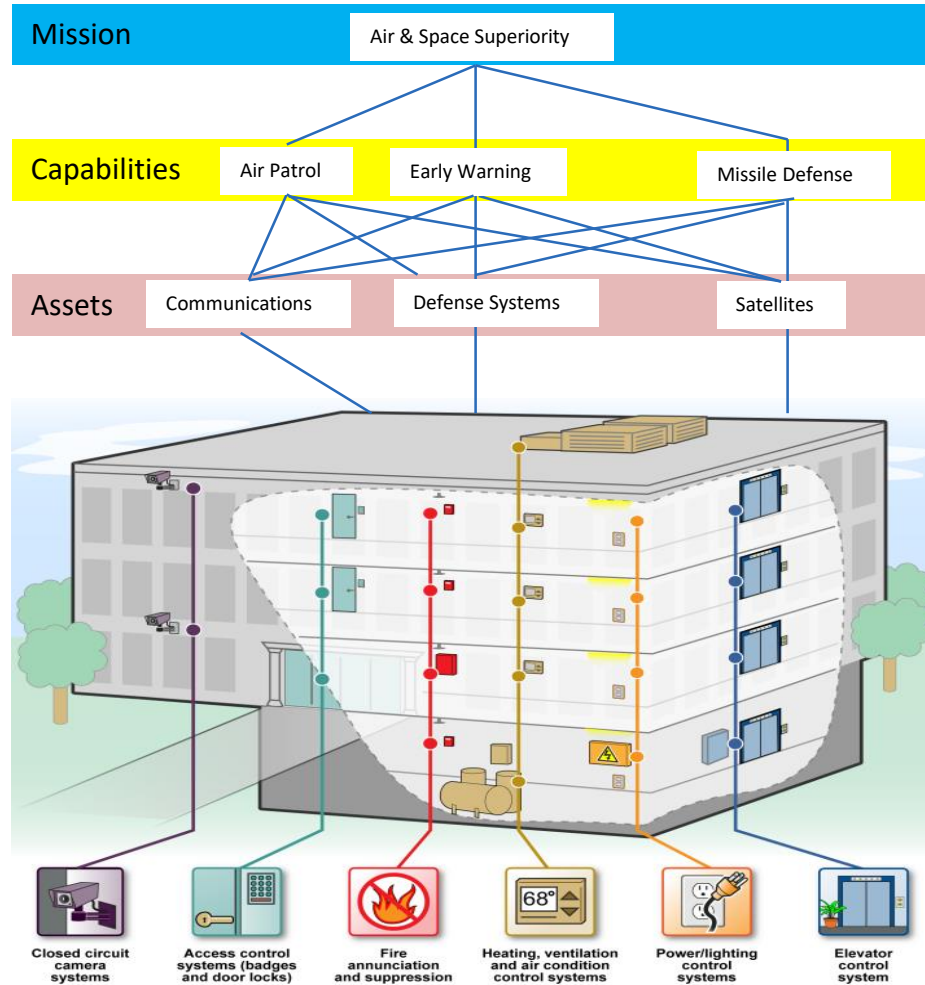 Mission
Air & Space Superiority
Capabilities
Air Patrol
Early Warning
Missile Defense
Assets
Communications
Defense Systems
Satellites
68°
Closed circuit
camera
systems
Access control
systems (badges
and door locks)
Fire
annunciation
and suppression
Heating, ventilation
and air condition
control systems
Power/lighting
control
systems
Elevator
control
system